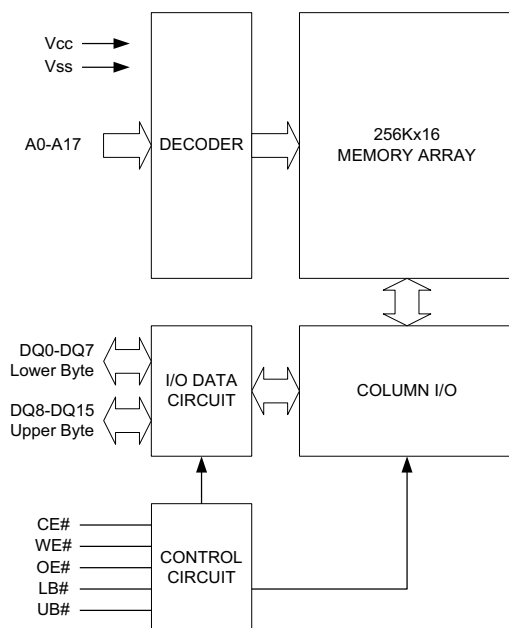 Vcc
Vss
A0-A17
DECODER
256Kx16
MEMORY ARRAY
DQ0-DQ7
Lower Byte
DQ8-DQ15
Upper Byte
I/O DATA
CIRCUIT
COLUMN I/O
CE#
WE#
OE#
LB#
UB#
CONTROL
CIRCUIT